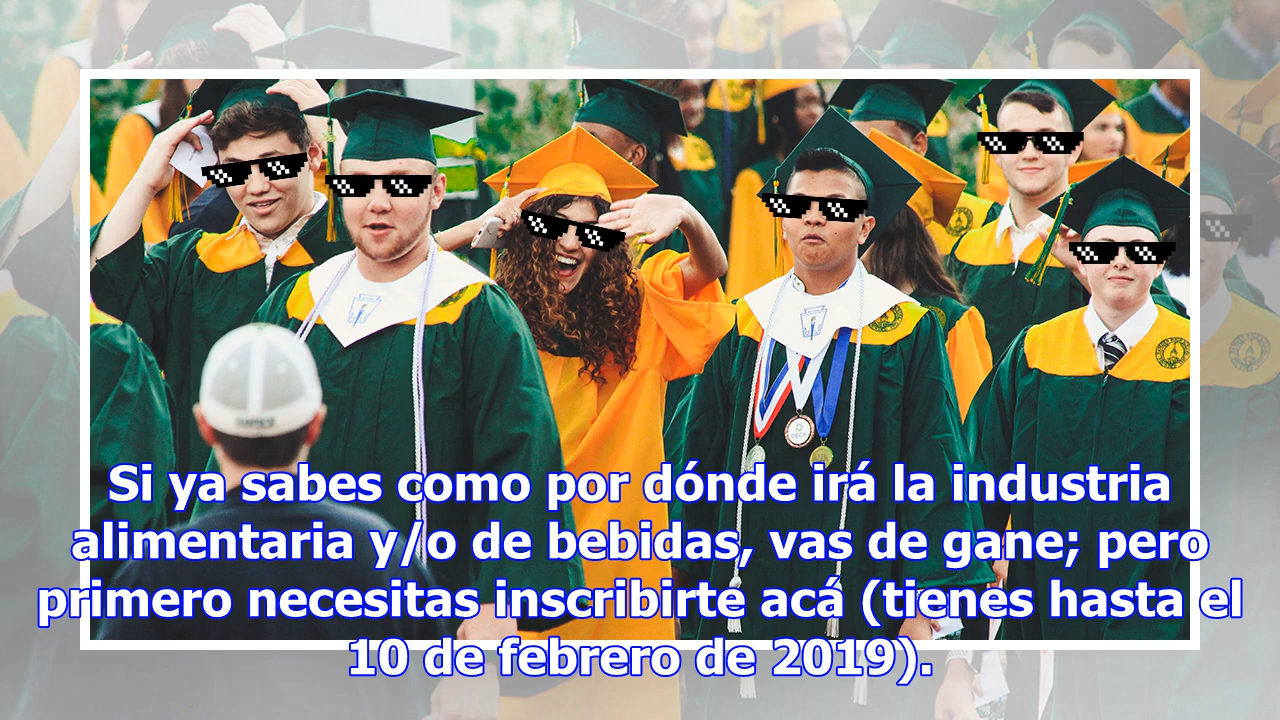 Si ya sabes como por dónde irá la industria
alimentaria y/o de bebidas, vas de gane; pero
primero necesitas inscribirte acá (tienes hasta el
10 de febrero de 2019).